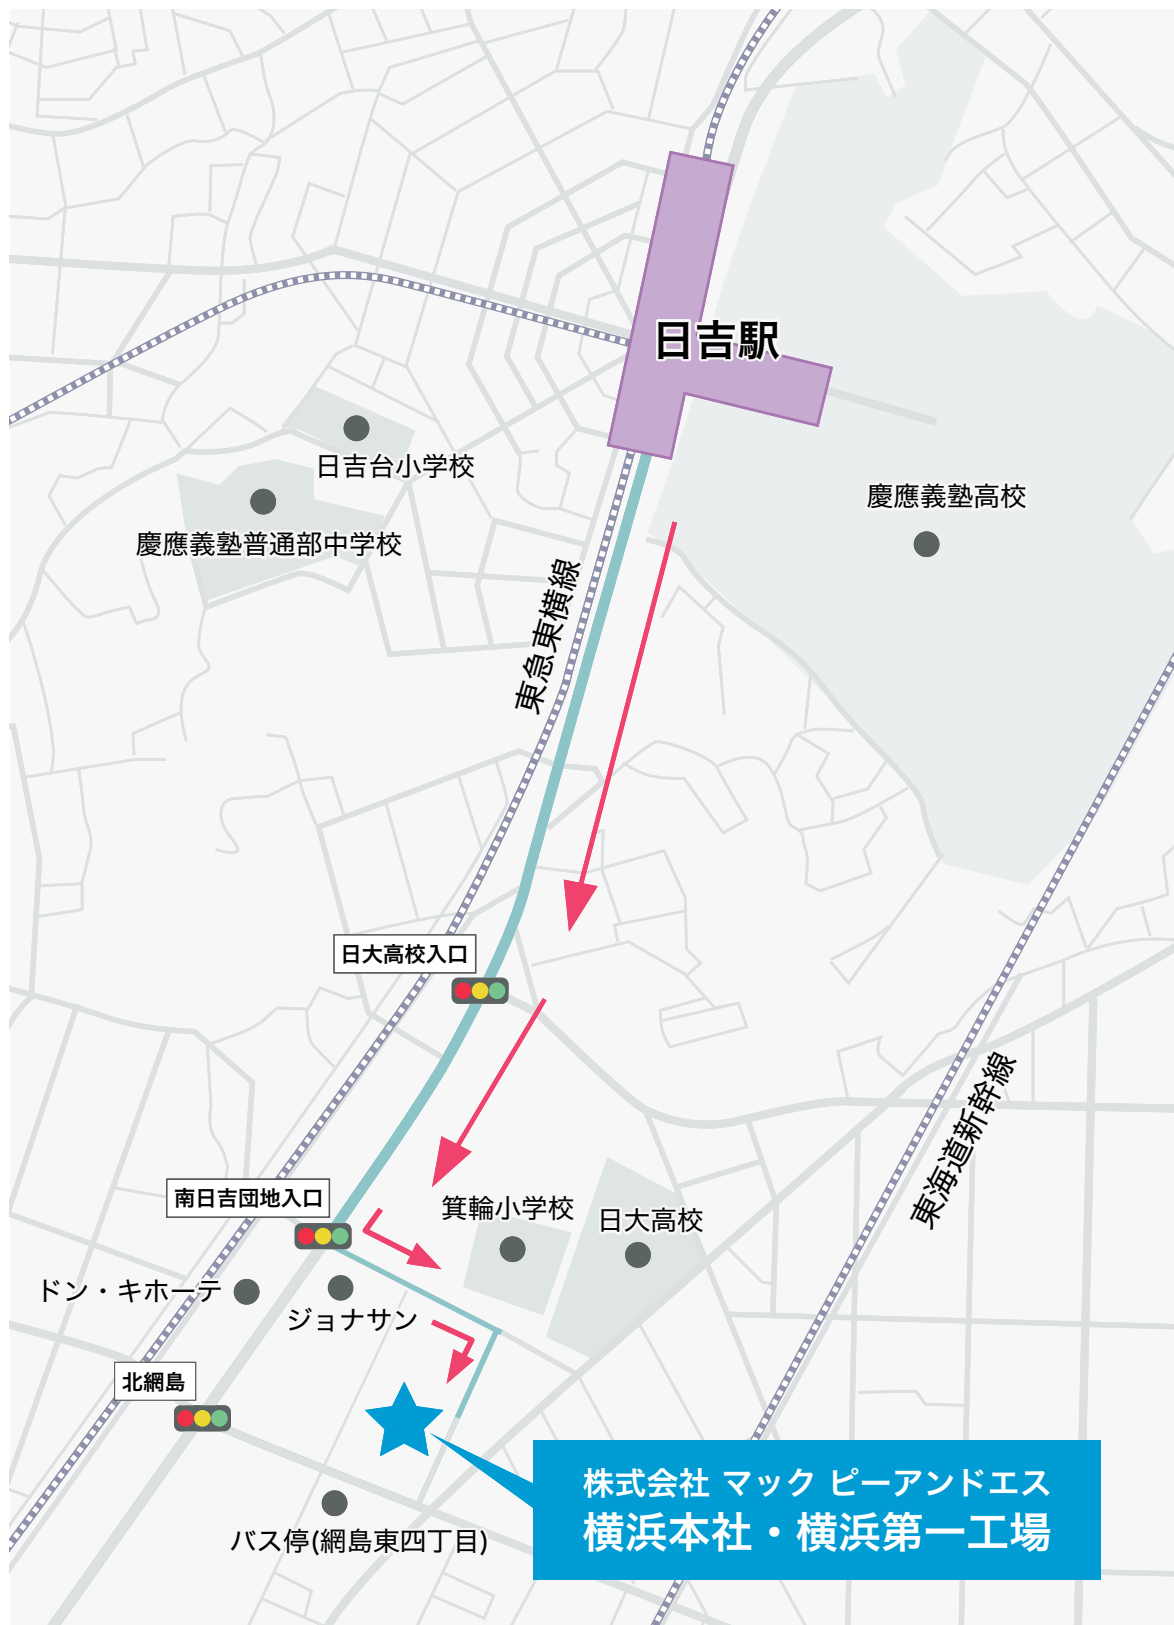 日吉駅
日吉台小学校
慶應義塾高校
慶應義塾普通部中学校
東急東横線
日大高校入口
東海道新幹線
南日吉団地入口
箕輪小学校
日大高校
ドン・キホーテ
ジョナサン
北綱島
株式会社 マック ピーアンドエス
横浜本社・横浜第一工場
バス停(綱島東四丁目)